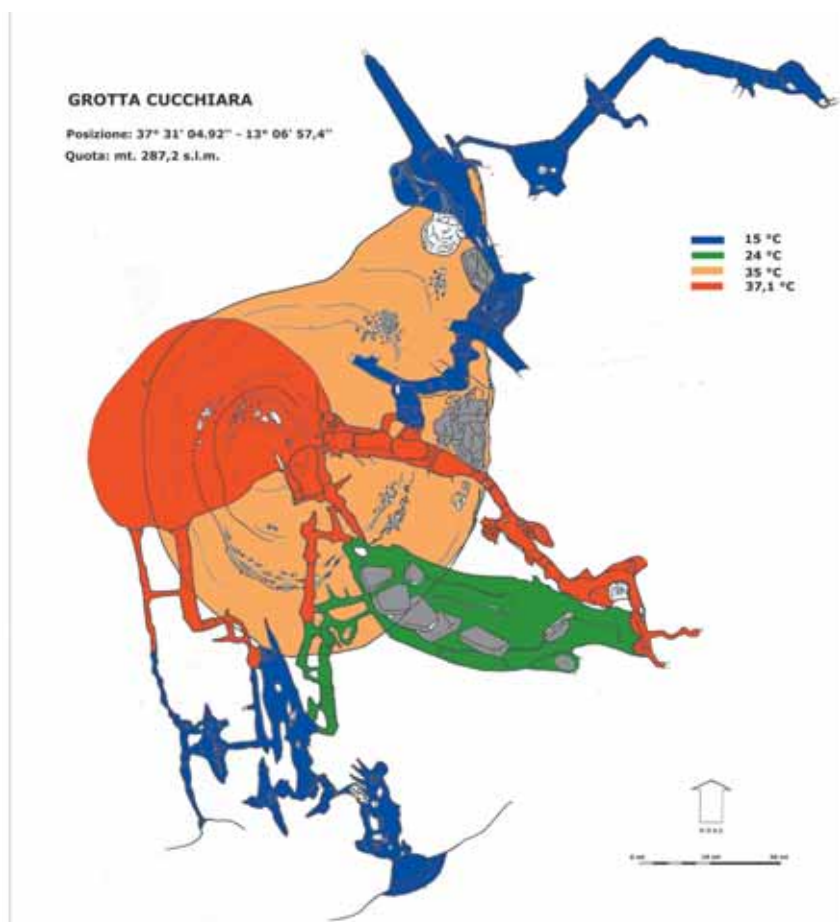 GROTTA CUCCHIARA
Posizione: 37° 31' 04.92'' - 13° 06' 57,4''
Quota: mt. 287,2 s.l.m.
15 °C
24 °C
35 °C
37,1 °C